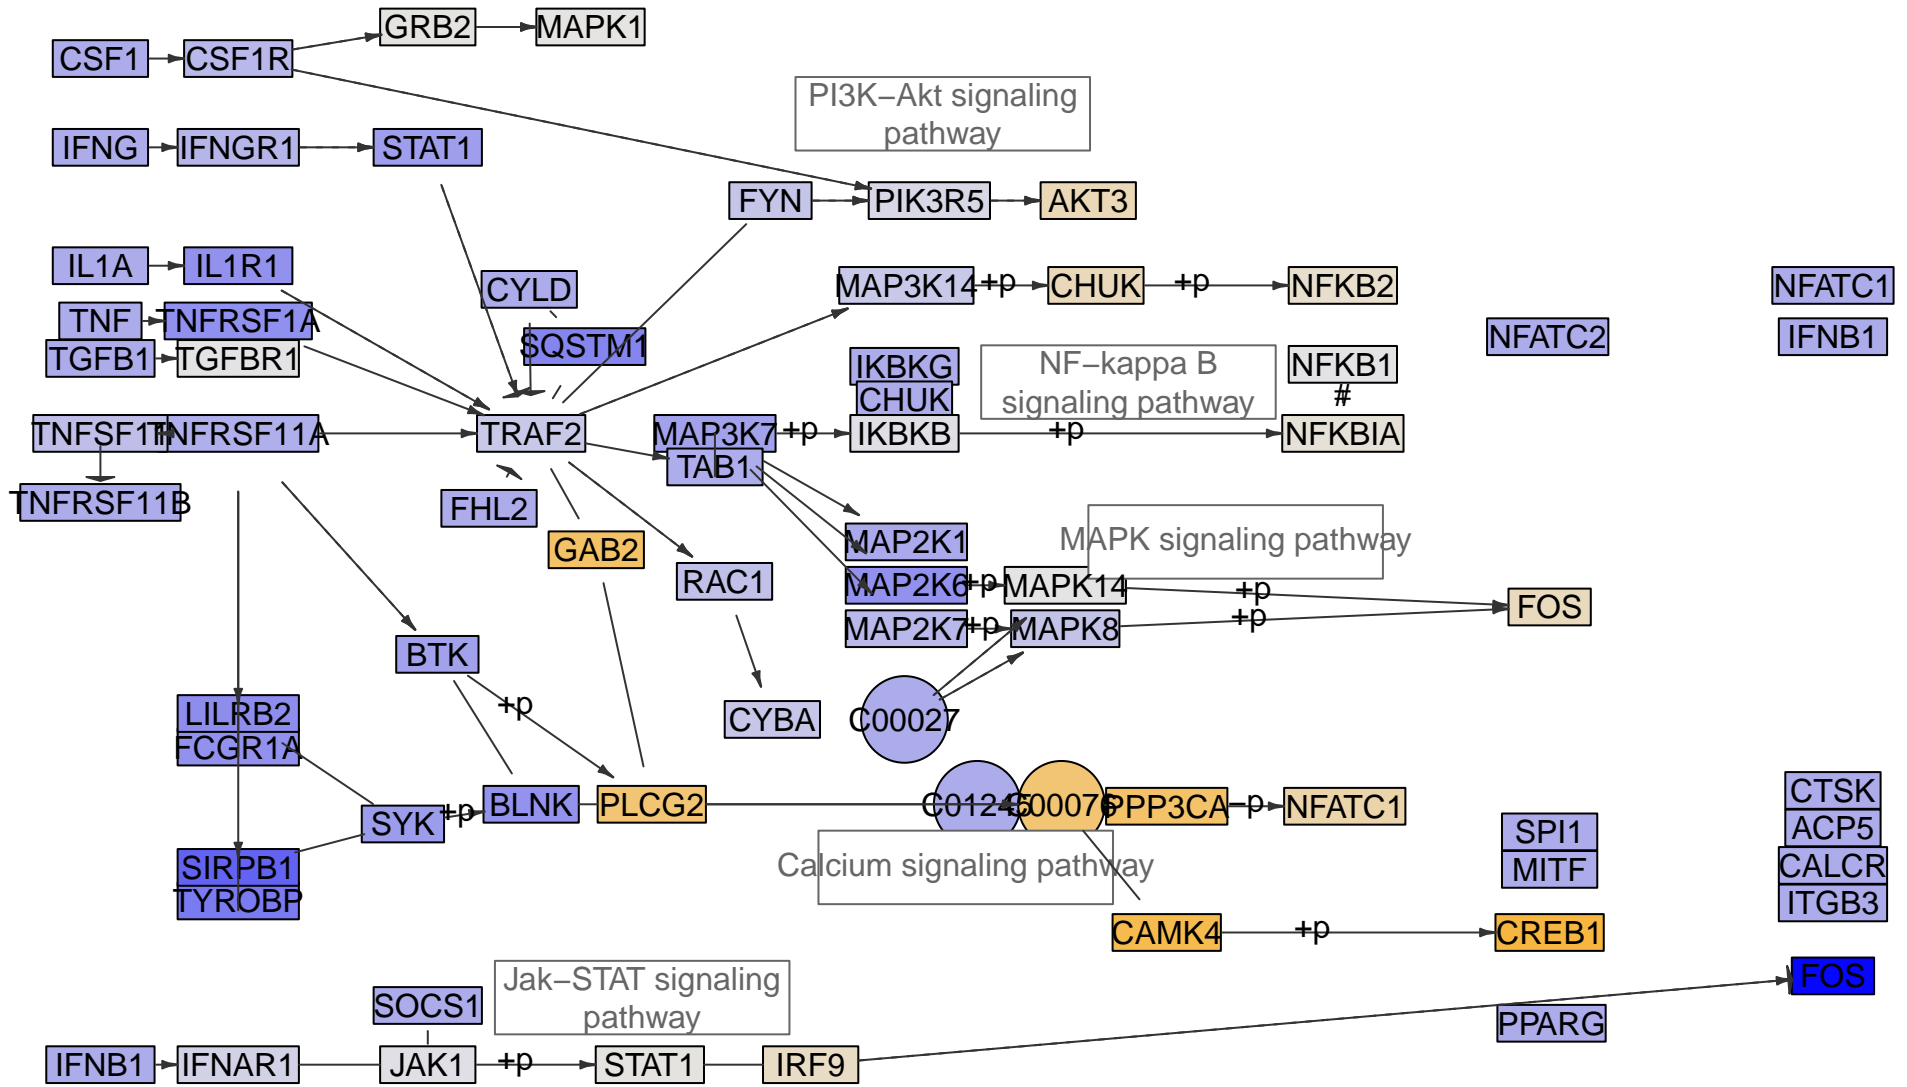 GRB2
MAPK1
CSF1
CSF1R
PI3K–Akt signaling
pathway
IFNG
IFNGR1
STAT1
FYN
PIK3R5
AKT3
IL1A
IL1R1
CYLD
MAP3K14
+p
CHUK
+p
NFKB2
NFATC1
TNF
TNFRSF1A
SQSTM1
NFATC2
IFNB1
TGFB1
TGFBR1
IKBKG
NF–kappa B
signaling pathway
NFKB1
CHUK
#
TNFRSF11A
TRAF2
MAP3K7
+p
IKBKB
+p
NFKBIA
TAB1
TNFRSF11B
FHL2
GAB2
MAP2K1
MAPK signaling pathway
RAC1
MAP2K6
+p
MAPK14
+p
FOS
MAP2K7
+p
MAPK8
+p
BTK
+p
LILRB2
FCGR1A
CYBA
C00027
SYK
+p
BLNK
PLCG2
C01245
C00076
PPP3CA
–p
NFATC1
CTSK
SPI1
ACP5
SIRPB1
TYROBP
Calcium signaling pathway
MITF
CALCR
ITGB3
CAMK4
+p
CREB1
FOS
Jak–STAT signaling
pathway
SOCS1
PPARG
IFNB1
IFNAR1
JAK1
+p
STAT1
IRF9